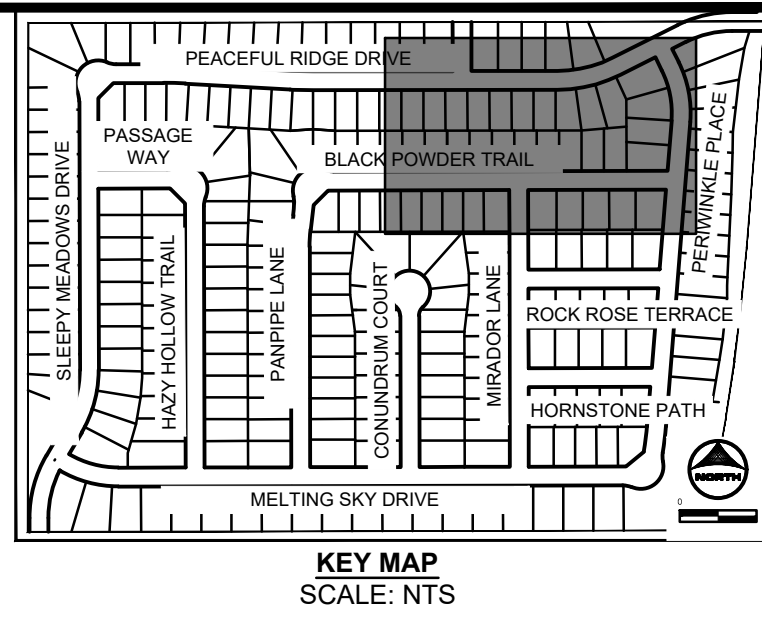 PEACEFUL RIDGE DRIVE
PASSAGE
WAY
BLACK POWDER TRAIL
SLEEPY MEADOWS DRIVE
HAZY HOLLOW TRAIL
PANPIPE LANE
CONUNDRUM COURT
MIRADOR LANE
PERIWINKLE PLACE
ROCK ROSE TERRACE
HORNSTONE PATH
MELTING SKY DRIVE
NORTH
0
KEY MAP
SCALE: NTS